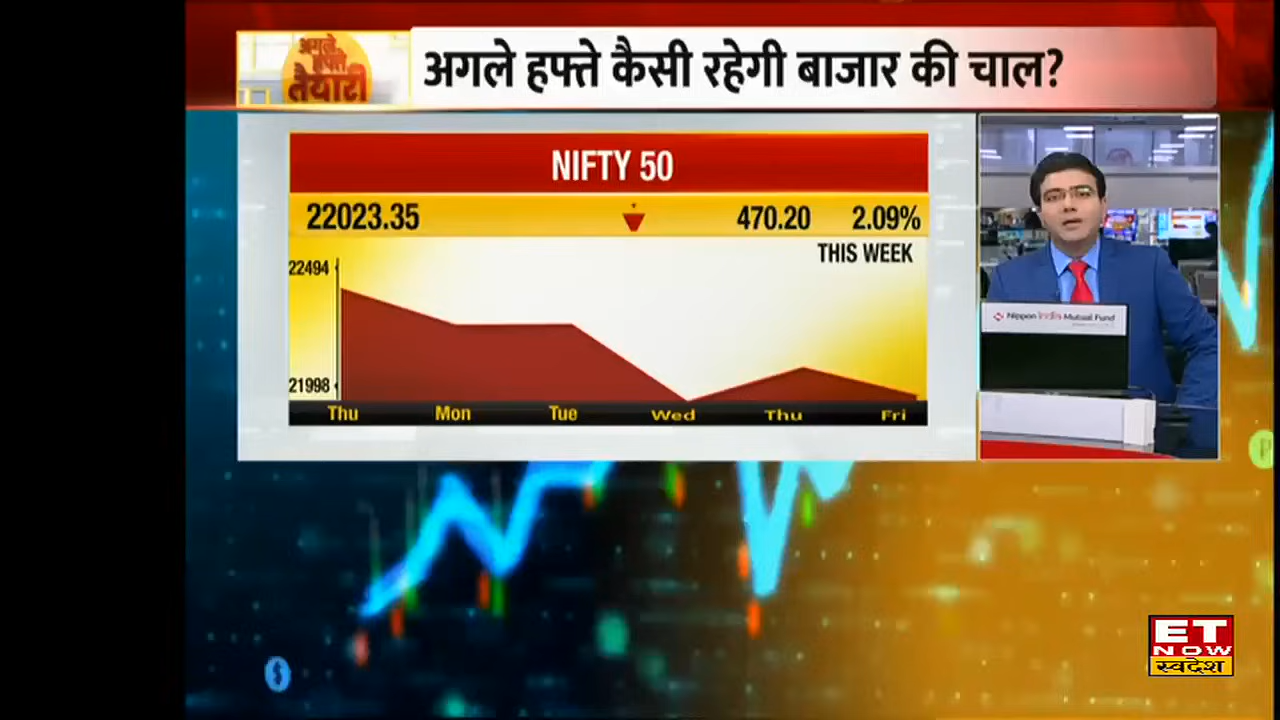 अगले
हफ्ते
तैयारी
अगले हफ्ते कैसी रहेगी बाजार की चाल?
NIFTY 50
22023.35 470.20 2.09%
THIS WEEK
22494
21998
Thu Mon Tue Wed Thu Fri
Nippon India Mutual Fund
ET
NOW
स्वदेश